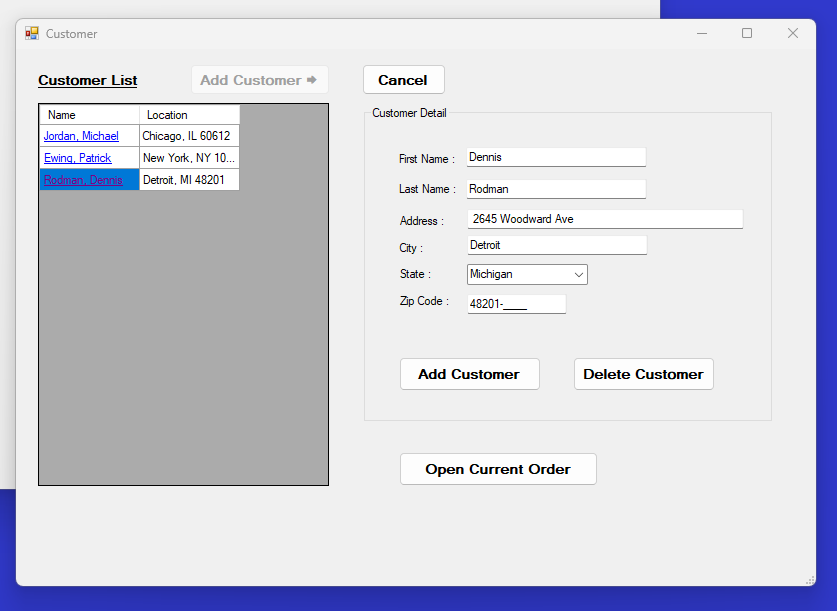 Customer
Customer List
Add Customer
Cancel
Name Location
Jordan, Michael Chicago, IL 60612
Ewing, Patrick New York, NY 10...
Rodman, Dennis Detroit, MI 48201
Customer Detail
First Name : Dennis
Last Name : Rodman
Address : 2645 Woodward Ave
City : Detroit
State : Michigan
Zip Code : 48201-____
Add Customer
Delete Customer
Open Current Order